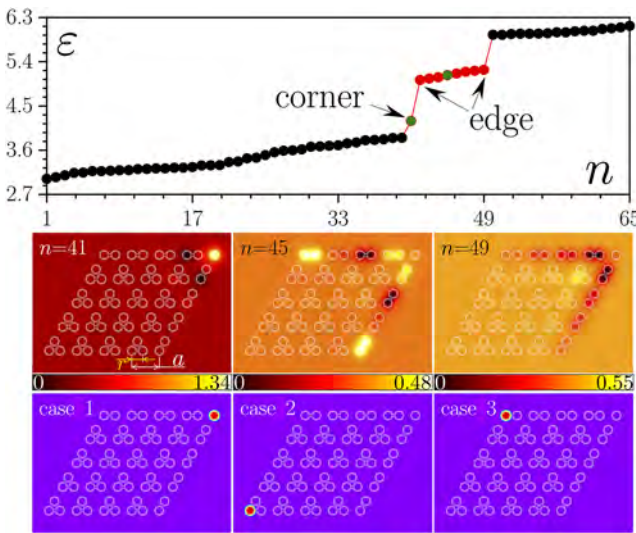 6.3
ε
5.4
4.5
corner
edge
3.6
n
2.7
1 17 33 49 65
n=41 n=45 n=49
r a
0 1.34 0 0.48 0 0.55
case 1 case 2 case 3